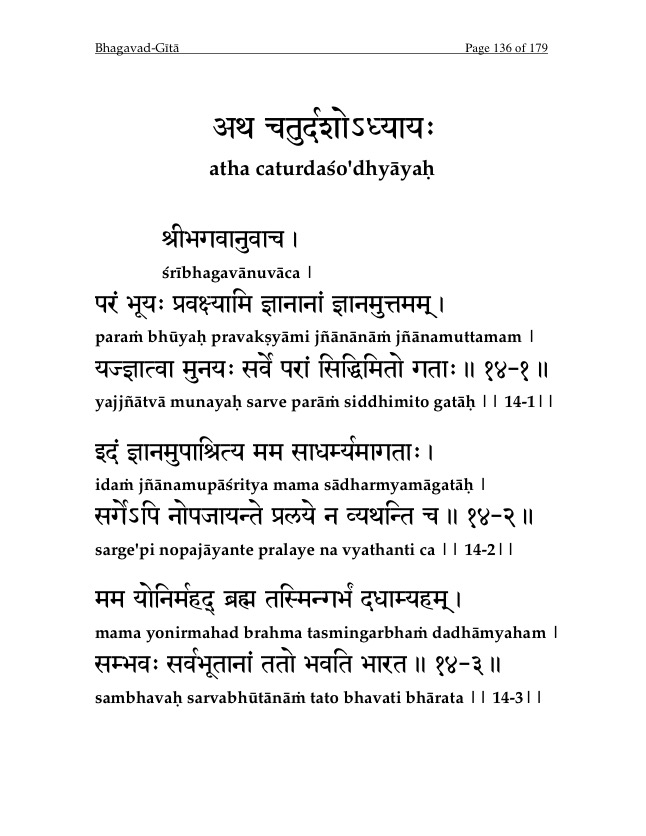 Bhagavad-Gītā Page 136 of 179
अथ चतुर्दशोऽध्यायः
atha caturdaśo'dhyāyaḥ
श्रीभगवानुवाच ।
śrībhagavānuvāca |
परं भूयः प्रवक्ष्यामि ज्ञानानां ज्ञानमुत्तमम् ।
paraṁ bhūyaḥ pravakṣyāmi jñānānāṁ jñānamuttamam |
यज्ज्ञात्वा मुनयः सर्वे परां सिद्धिमितो गताः ॥ १४-१॥
yajjñātvā munayaḥ sarve parāṁ siddhimito gatāḥ || 14-1||
इदं ज्ञानमुपाश्रित्य मम साधर्म्यमागताः ।
idaṁ jñānamupāśritya mama sādharmyamāgatāḥ |
सर्गेऽपि नोपजायन्ते प्रलये न व्यथन्ति च ॥ १४-२॥
sarge'pi nopajāyante pralaye na vyathanti ca || 14-2||
मम योनिर्महद् ब्रह्म तस्मिन्गर्भं दधाम्यहम् ।
mama yonirmahad brahma tasmingarbhaṁ dadhāmyaham |
सम्भवः सर्वभूतानां ततो भवति भारत ॥ १४-३॥
sambhavaḥ sarvabhūtānāṁ tato bhavati bhārata || 14-3||